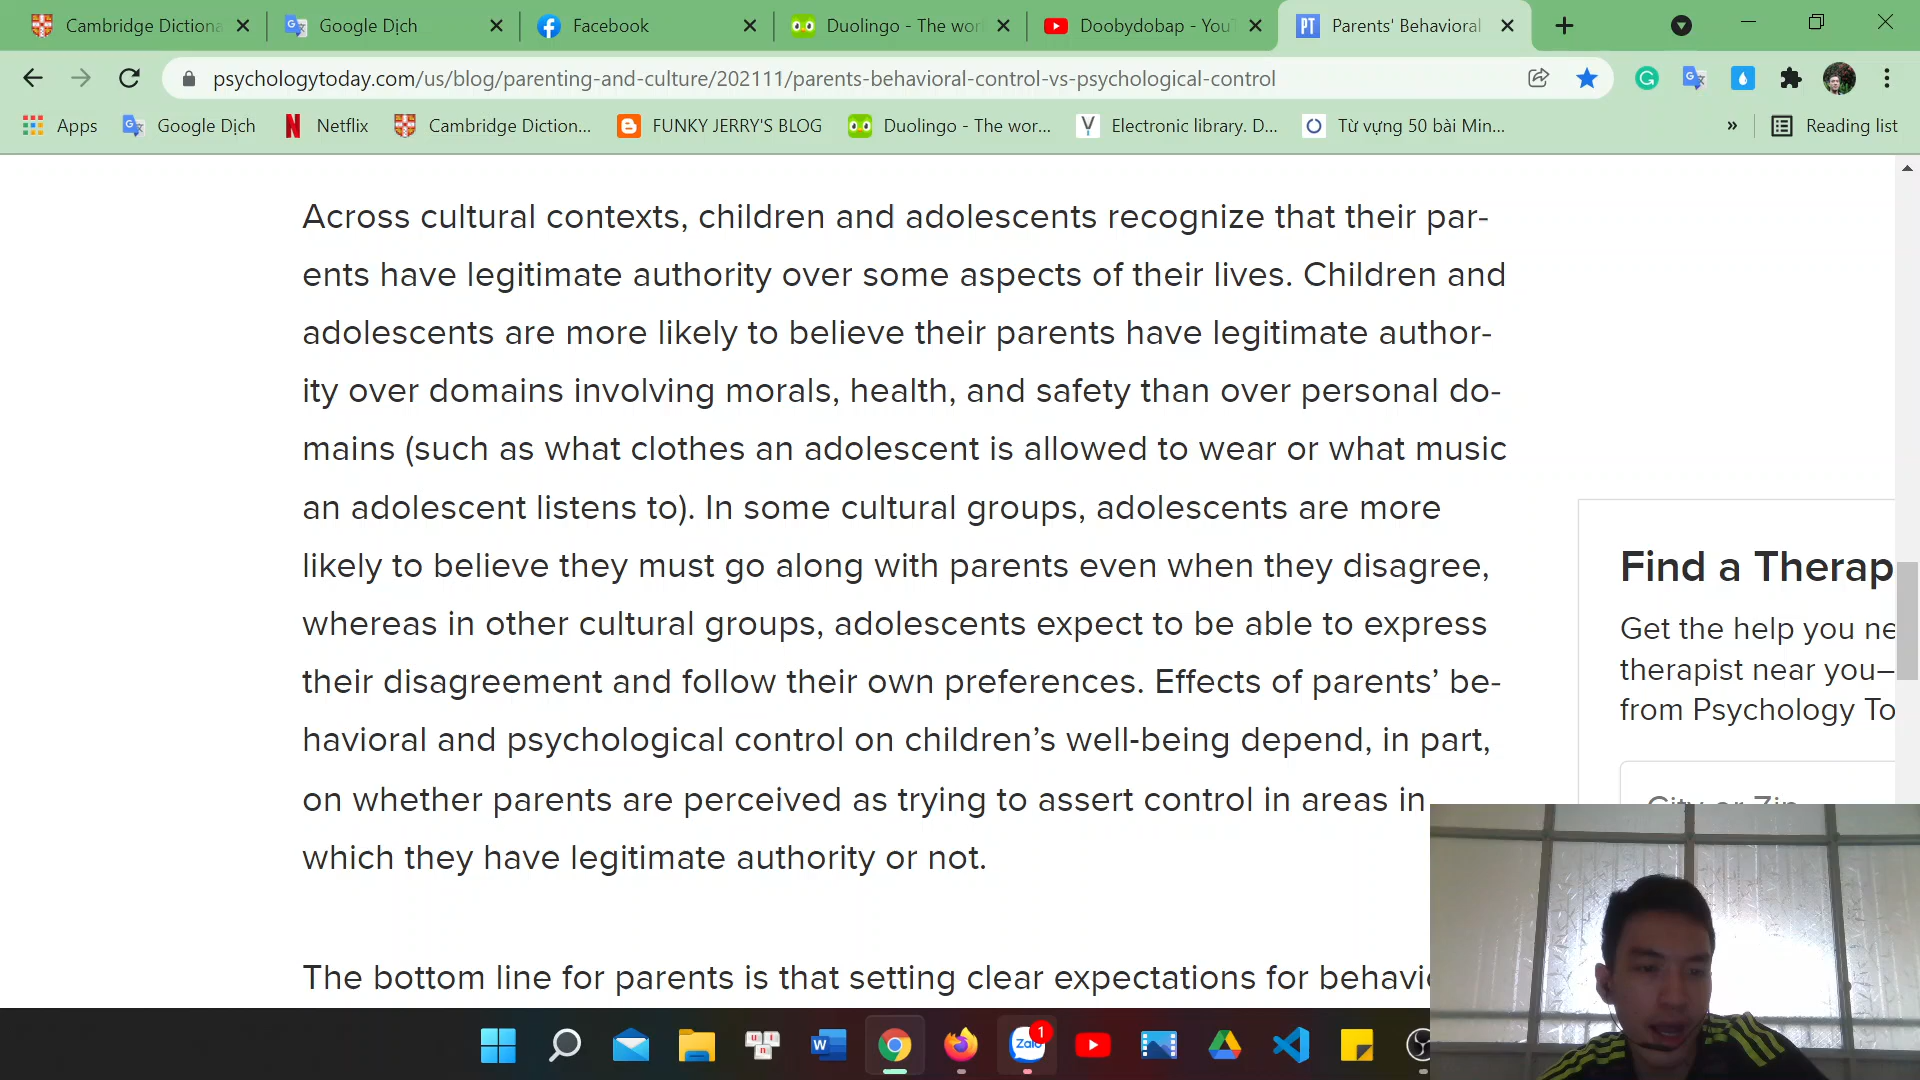 Cambridge Dictiona
Google Dịch
Facebook
Duolingo - The wor
Doobydobap - YouT
PT
Parents' Behavioral
psychologytoday.com/us/blog/parenting-and-culture/202111/parents-behavioral-control-vs-psychological-control
Apps
Google Dịch
Netflix
Cambridge Diction...
FUNKY JERRY'S BLOG
Duolingo - The wor...
Electronic library. D...
Từ vựng 50 bài Min...
»
Reading list
Across cultural contexts, children and adolescents recognize that their par-
ents have legitimate authority over some aspects of their lives. Children and
adolescents are more likely to believe their parents have legitimate author-
ity over domains involving morals, health, and safety than over personal do-
mains (such as what clothes an adolescent is allowed to wear or what music
an adolescent listens to). In some cultural groups, adolescents are more
likely to believe they must go along with parents even when they disagree,
whereas in other cultural groups, adolescents expect to be able to express
their disagreement and follow their own preferences. Effects of parents’ be-
havioral and psychological control on children’s well-being depend, in part,
on whether parents are perceived as trying to assert control in areas in
which they have legitimate authority or not.
The bottom line for parents is that setting clear expectations for behavi
Find a Therap
Get the help you ne
therapist near you—
from Psychology To
City or Zip
Zalo
1